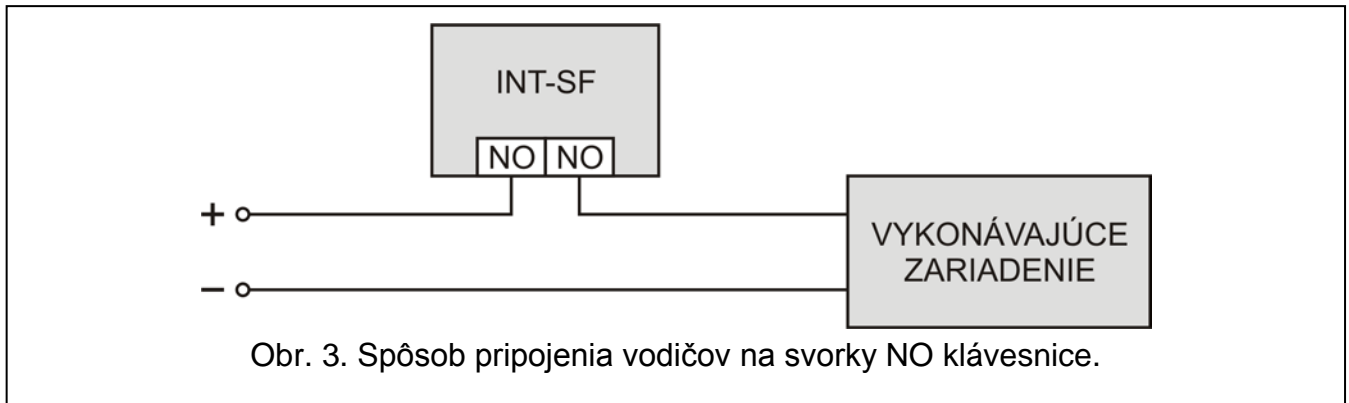 INT-SF
NO NO
+
VYKONÁVAJÚCE
ZARIADENIE
−
Obr. 3. Spôsob pripojenia vodičov na svorky NO klávesnice.